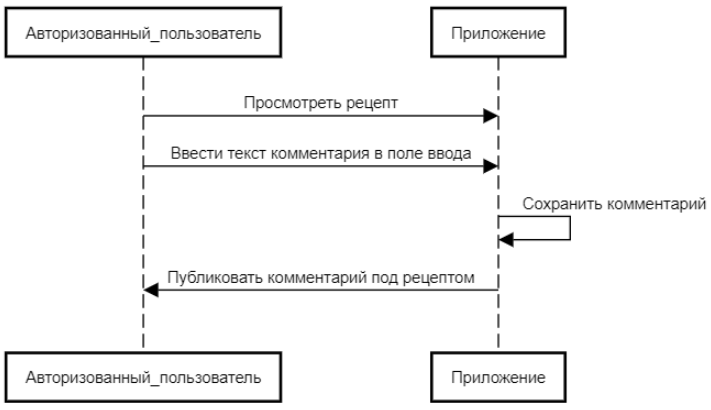 Авторизованный_пользователь
Приложение
Просмотреть рецепт
Ввести текст комментария в поле ввода
Сохранить комментарий
Публиковать комментарий под рецептом
Авторизованный_пользователь
Приложение